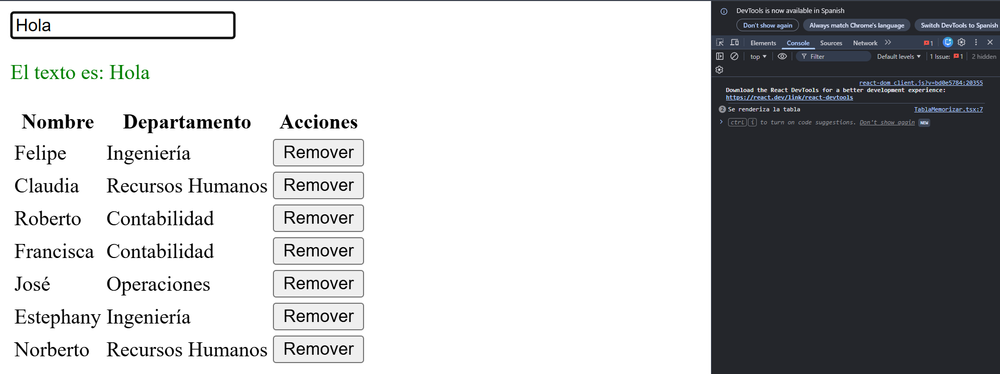 Hola
El texto es: Hola
Nombre Departamento Acciones
Felipe Ingeniería Remover
Claudia Recursos Humanos Remover
Roberto Contabilidad Remover
Francisca Contabilidad Remover
José Operaciones Remover
Estephany Ingeniería Remover
Norberto Recursos Humanos Remover
DevTools is now available in Spanish
Don't show again Always match Chrome's language Switch DevTools to Spanish
Elements Console Sources Network 1
top Filter Default levels 1 Issue: 1 2 hidden
react-dom_client.js?v=bd0e5784:20355
Download the React DevTools for a better development experience:
https://react.dev/link/react-devtools
2 Se renderiza la tabla TablaMemorizar.tsx:7
ctrl i to turn on code suggestions. Don't show again NEW